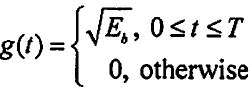 g(t) = { √E_b, 0 ≤ t ≤ T
0, otherwise